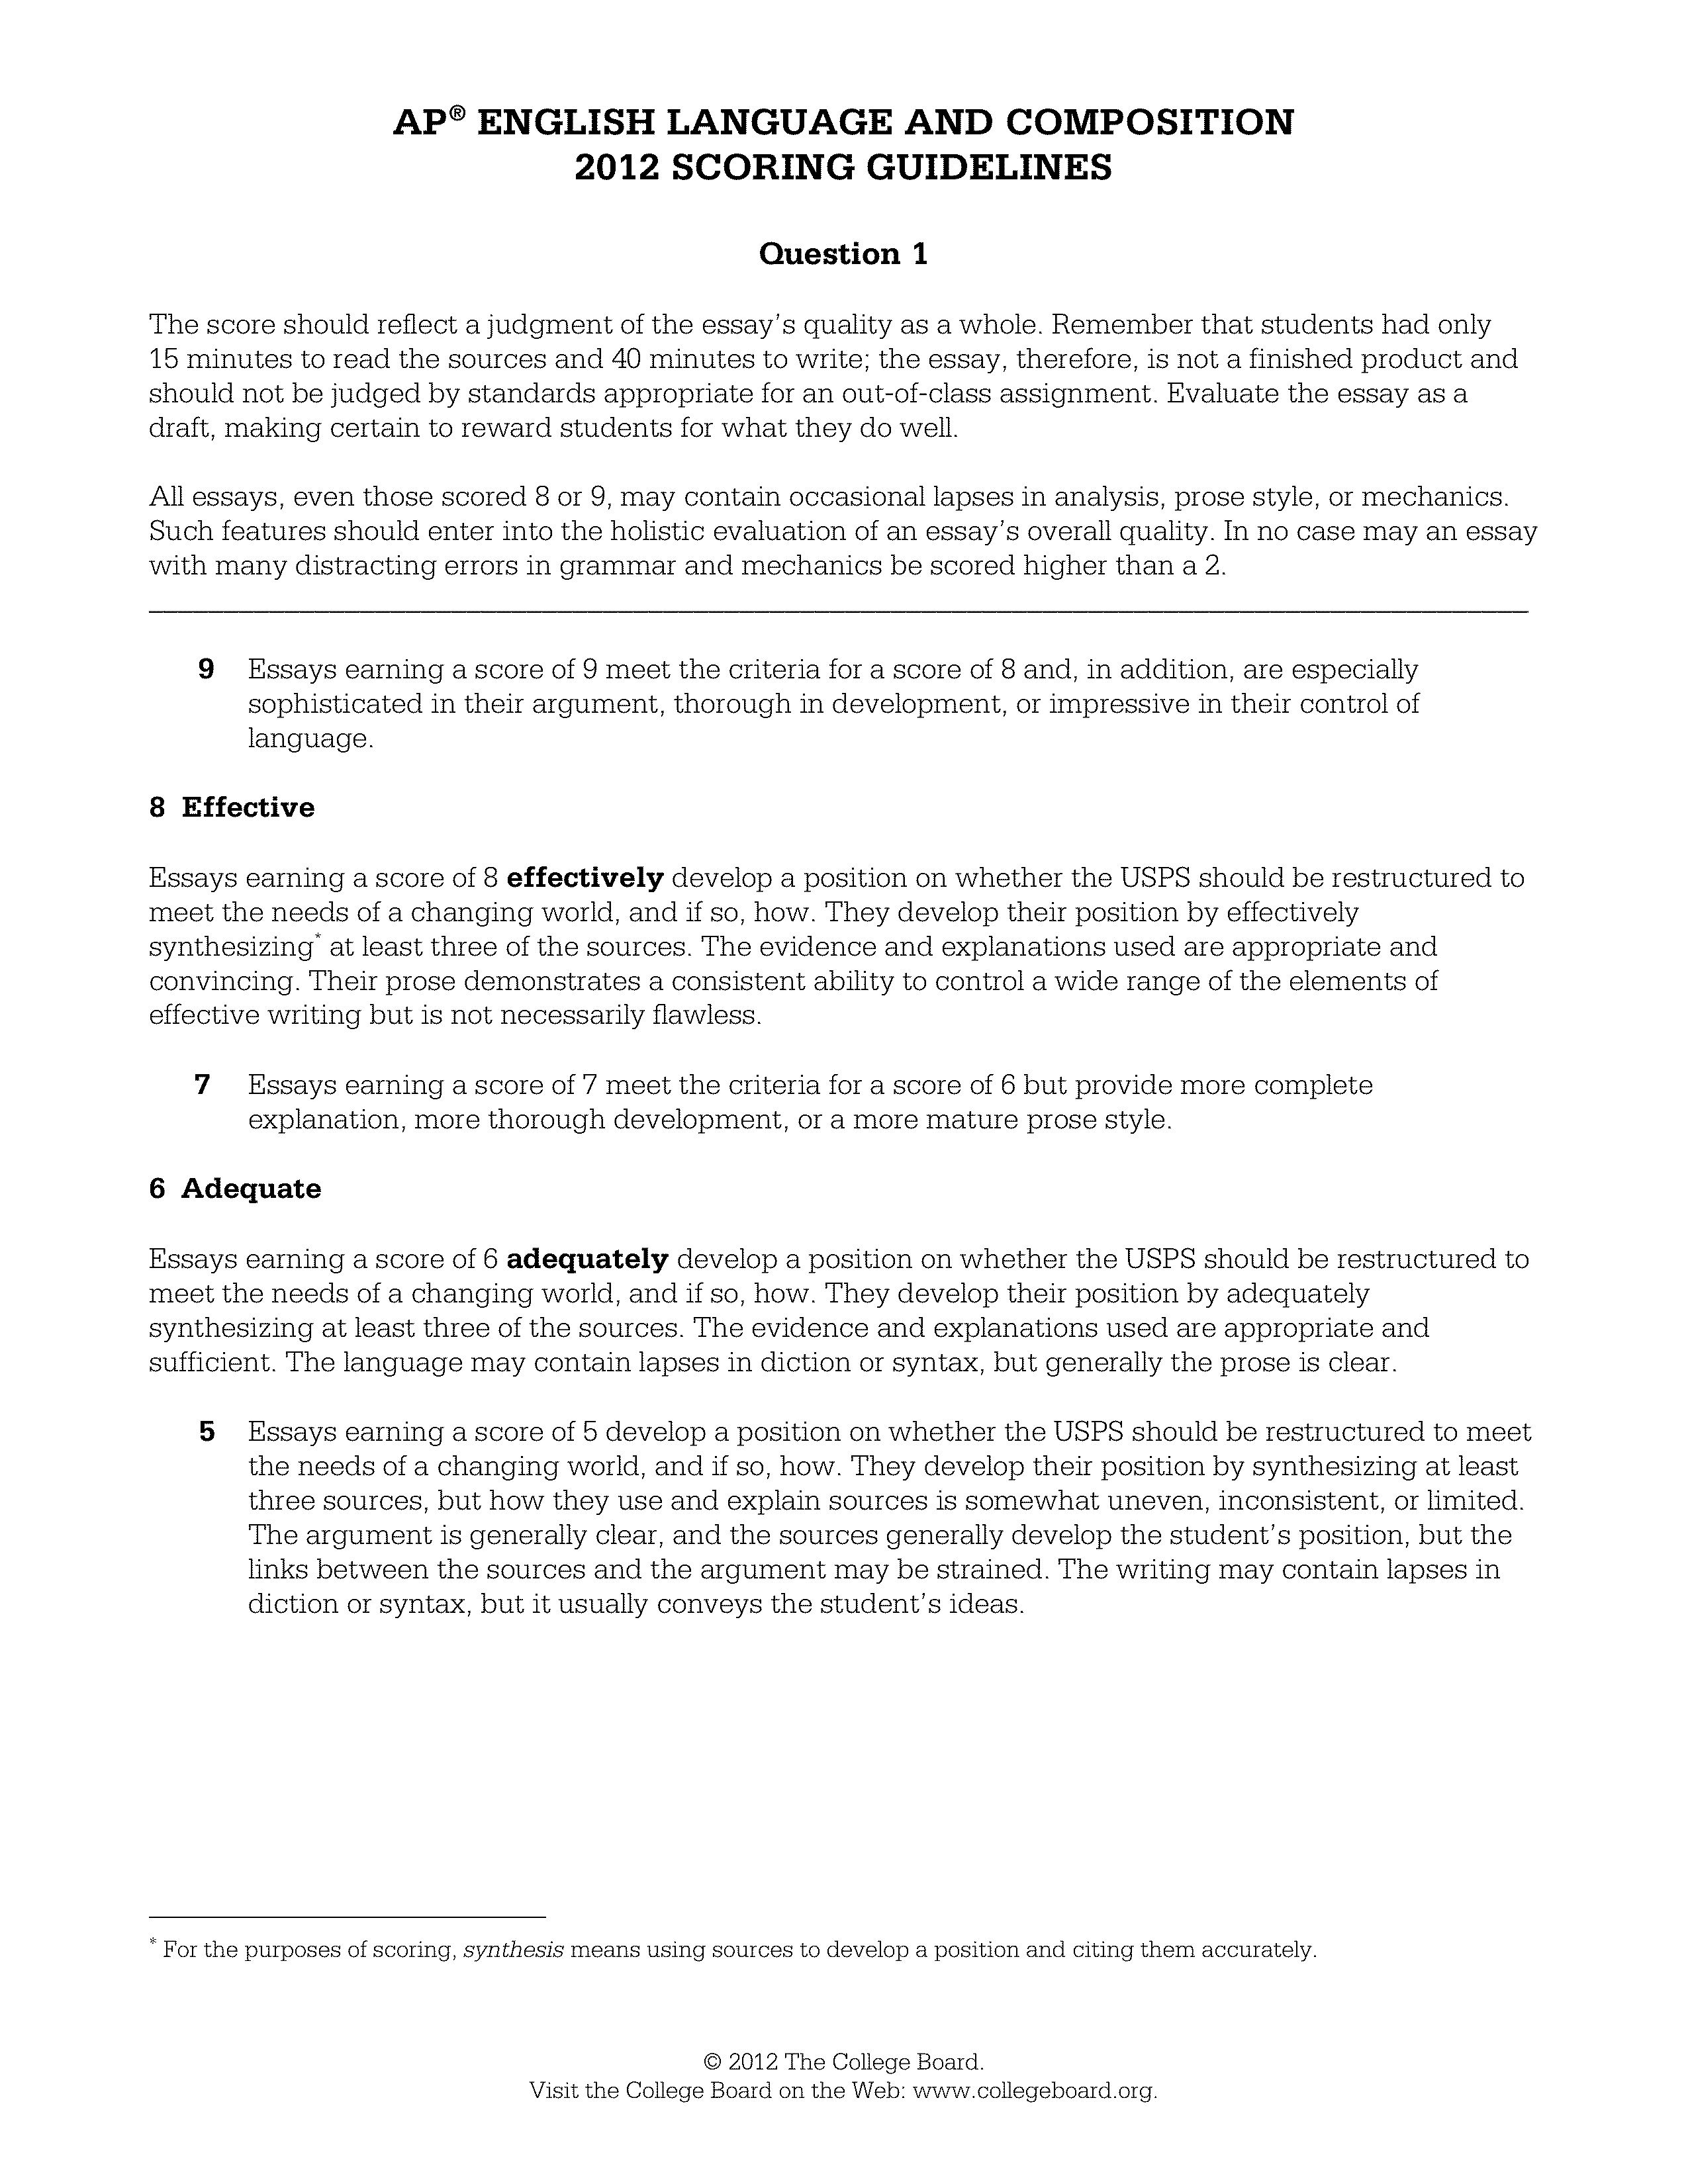 AP® ENGLISH LANGUAGE AND COMPOSITION
2012 SCORING GUIDELINES
Question 1
The score should reflect a judgment of the essay's quality as a whole. Remember that students had only
15 minutes to read the sources and 40 minutes to write; the essay, therefore, is not a finished product and
should not be judged by standards appropriate for an out-of-class assignment. Evaluate the essay as a
draft, making certain to reward students for what they do well.
All essays, even those scored 8 or 9, may contain occasional lapses in analysis, prose style, or mechanics.
Such features should enter into the holistic evaluation of an essay's overall quality. In no case may an essay
with many distracting errors in grammar and mechanics be scored higher than a 2.
9 Essays earning a score of 9 meet the criteria for a score of 8 and, in addition, are especially
sophisticated in their argument, thorough in development, or impressive in their control of
language.
8 Effective
Essays earning a score of 8 effectively develop a position on whether the USPS should be restructured to
meet the needs of a changing world, and if so, how. They develop their position by effectively
synthesizing* at least three of the sources. The evidence and explanations used are appropriate and
convincing. Their prose demonstrates a consistent ability to control a wide range of the elements of
effective writing but is not necessarily flawless.
7 Essays earning a score of 7 meet the criteria for a score of 6 but provide more complete
explanation, more thorough development, or a more mature prose style.
6 Adequate
Essays earning a score of 6 adequately develop a position on whether the USPS should be restructured to
meet the needs of a changing world, and if so, how. They develop their position by adequately
synthesizing at least three of the sources. The evidence and explanations used are appropriate and
sufficient. The language may contain lapses in diction or syntax, but generally the prose is clear.
5 Essays earning a score of 5 develop a position on whether the USPS should be restructured to meet
the needs of a changing world, and if so, how. They develop their position by synthesizing at least
three sources, but how they use and explain sources is somewhat uneven, inconsistent, or limited.
The argument is generally clear, and the sources generally develop the student's position, but the
links between the sources and the argument may be strained. The writing may contain lapses in
diction or syntax, but it usually conveys the student's ideas.
* For the purposes of scoring, synthesis means using sources to develop a position and citing them accurately.
© 2012 The College Board.
Visit the College Board on the Web: www.collegeboard.org.